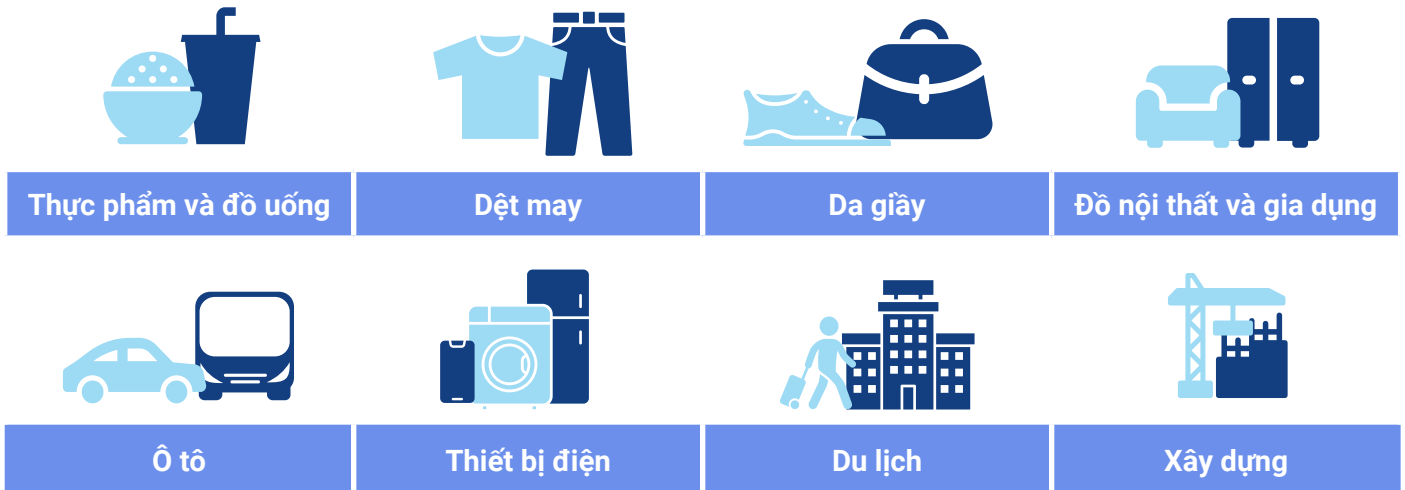 Thực phẩm và đồ uống
Dệt may
Da giầy
Đồ nội thất và gia dụng
Ô tô
Thiết bị điện
Du lịch
Xây dựng